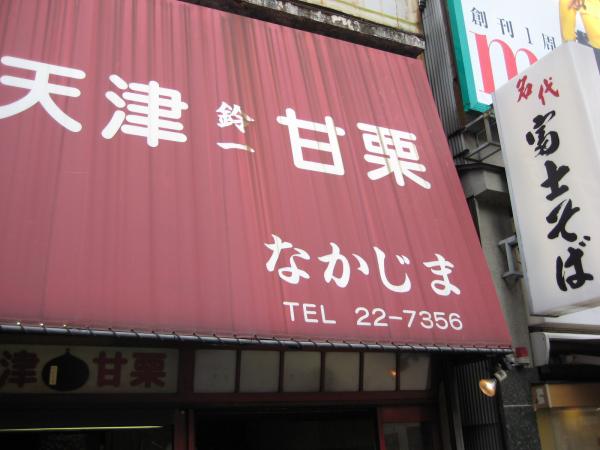 天津 鈴一 甘栗
なかじま
TEL 22-7356
津 甘栗
名代
富士そば
創刊1周
m